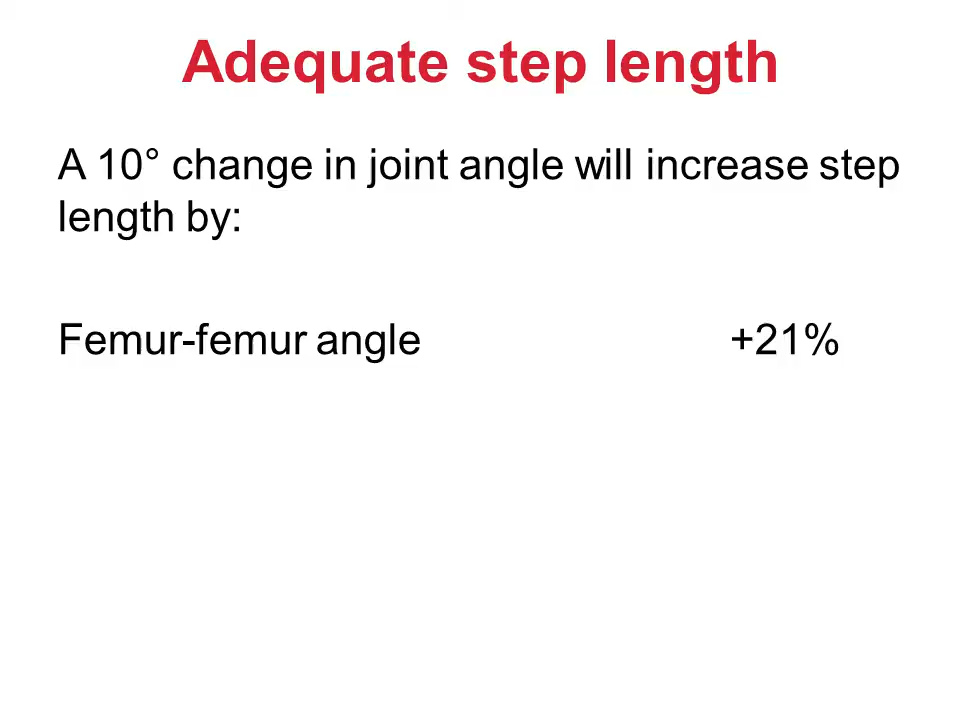 Adequate step length
A 10° change in joint angle will increase step
length by:
Femur-femur angle +21%